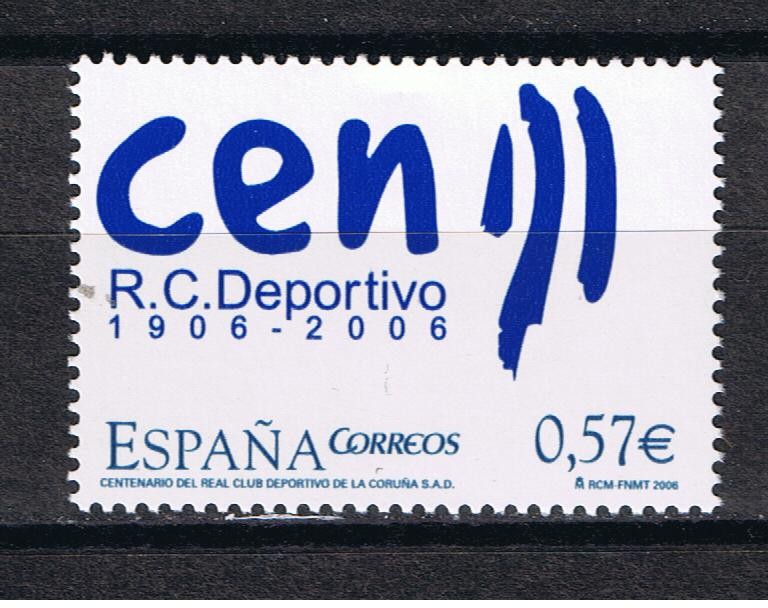 cen
R.C.Deportivo
1906-2006
ESPAÑA CORREOS
0,57€
CENTENARIO DEL REAL CLUB DEPORTIVO DE LA CORUÑA S.A.D.
RCM-FNMT 2006